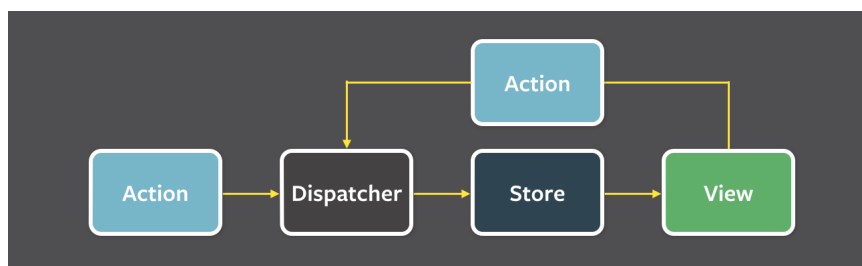 Action
Action
Dispatcher
Store
View